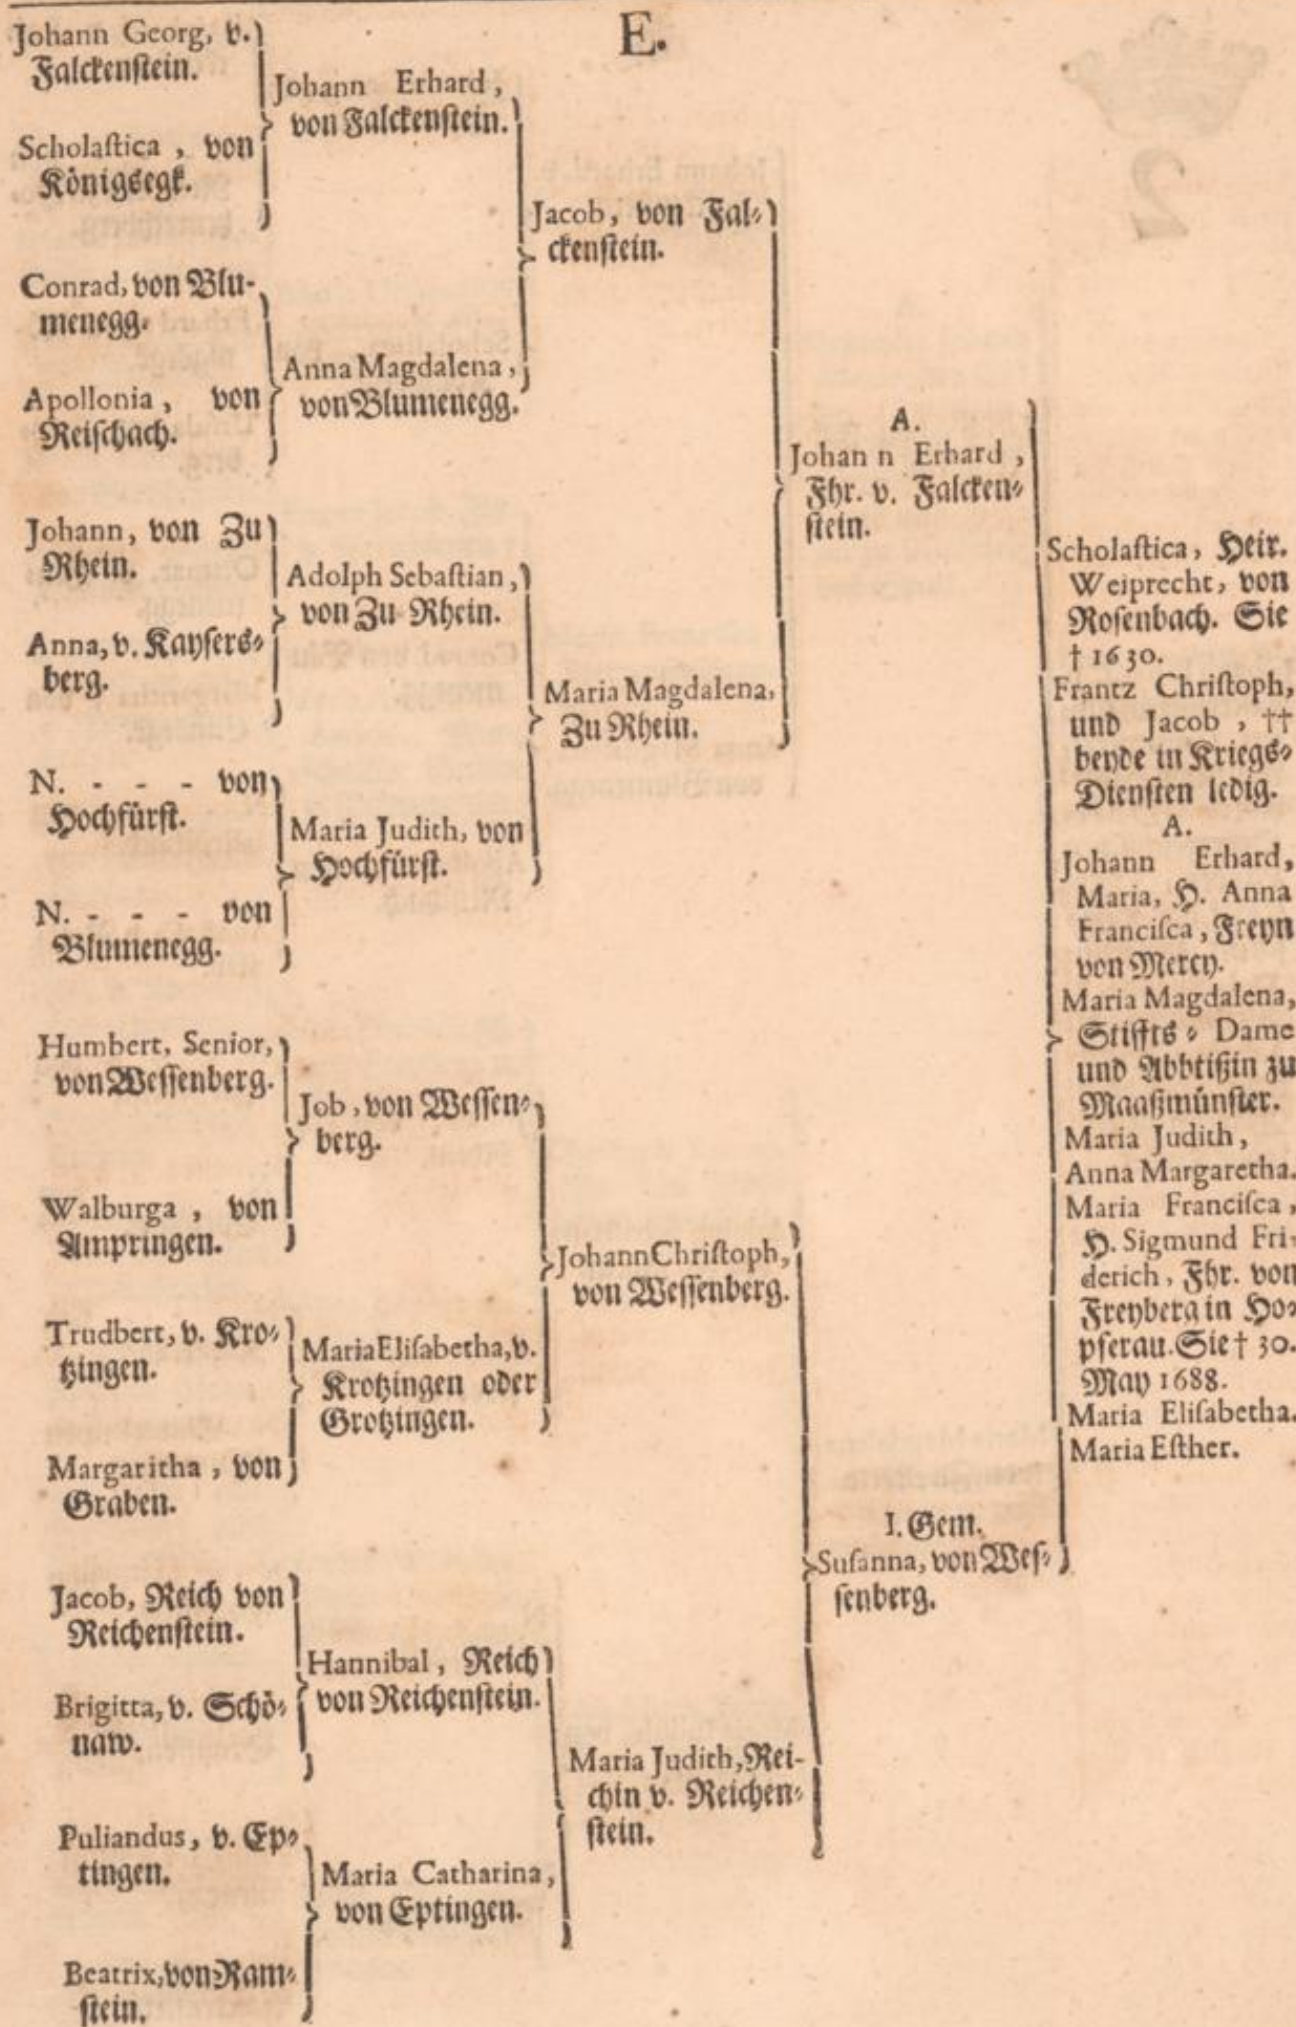 E.
Johann Georg, v.
Falckenstein.
Scholastica, von
Königsegk.
Conrad, von Blu-
menegg.
Apollonia, von
Reischach.
Johann, von Zu
Rhein.
Anna, v. Kaysers-
berg.
N. - - - von
Hochfürst.
N. - - - von
Blumenegg.
Humbert, Senior,
von Wessenberg.
Walburga, von
Ampringen.
Trudbert, v. Kro-
tzingen.
Margaritha, von
Graben.
Jacob, Reich von
Reichenstein.
Brigitta, v. Schö-
naw.
Puliandus, v. Ep-
tingen.
Beatrix, von Ram-
stein.
Johann Erhard,
von Falckenstein.
Anna Magdalena,
von Blumenegg.
Adolph Sebastian,
von Zu Rhein.
Maria Judith, von
Hochfürst.
Job, von Wessen-
berg.
Maria Elisabetha, v.
Krotzingen oder
Grotzingen.
Hannibal, Reich
von Reichenstein.
Maria Catharina,
von Eptingen.
Jacob, von Fal-
ckenstein.
Maria Magdalena,
Zu Rhein.
Johann Christoph,
von Wessenberg.
Maria Judith, Rei-
chin v. Reichen-
stein.
A.
Johann Erhard,
Fhr. v. Falcken-
stein.
I. Gem.
Susanna, von Wes-
senberg.
Scholastica, Heir.
Weiprecht, von
Rosenbach. Sie
† 1630.
Frantz Christoph,
und Jacob, ††
beyde in Kriegs-
Diensten ledig.
A.
Johann Erhard,
Maria, H. Anna
Francisca, Freyn
von Mercy.
Maria Magdalena,
Stiffts-Dame
und Abbtißin zu
Maaßmünster.
Maria Judith,
Anna Margaretha.
Maria Francisca,
H. Sigmund Fri-
derich, Fhr. von
Freyberg in Ho-
pferau. Sie † 30.
May 1688.
Maria Elisabetha.
Maria Esther.